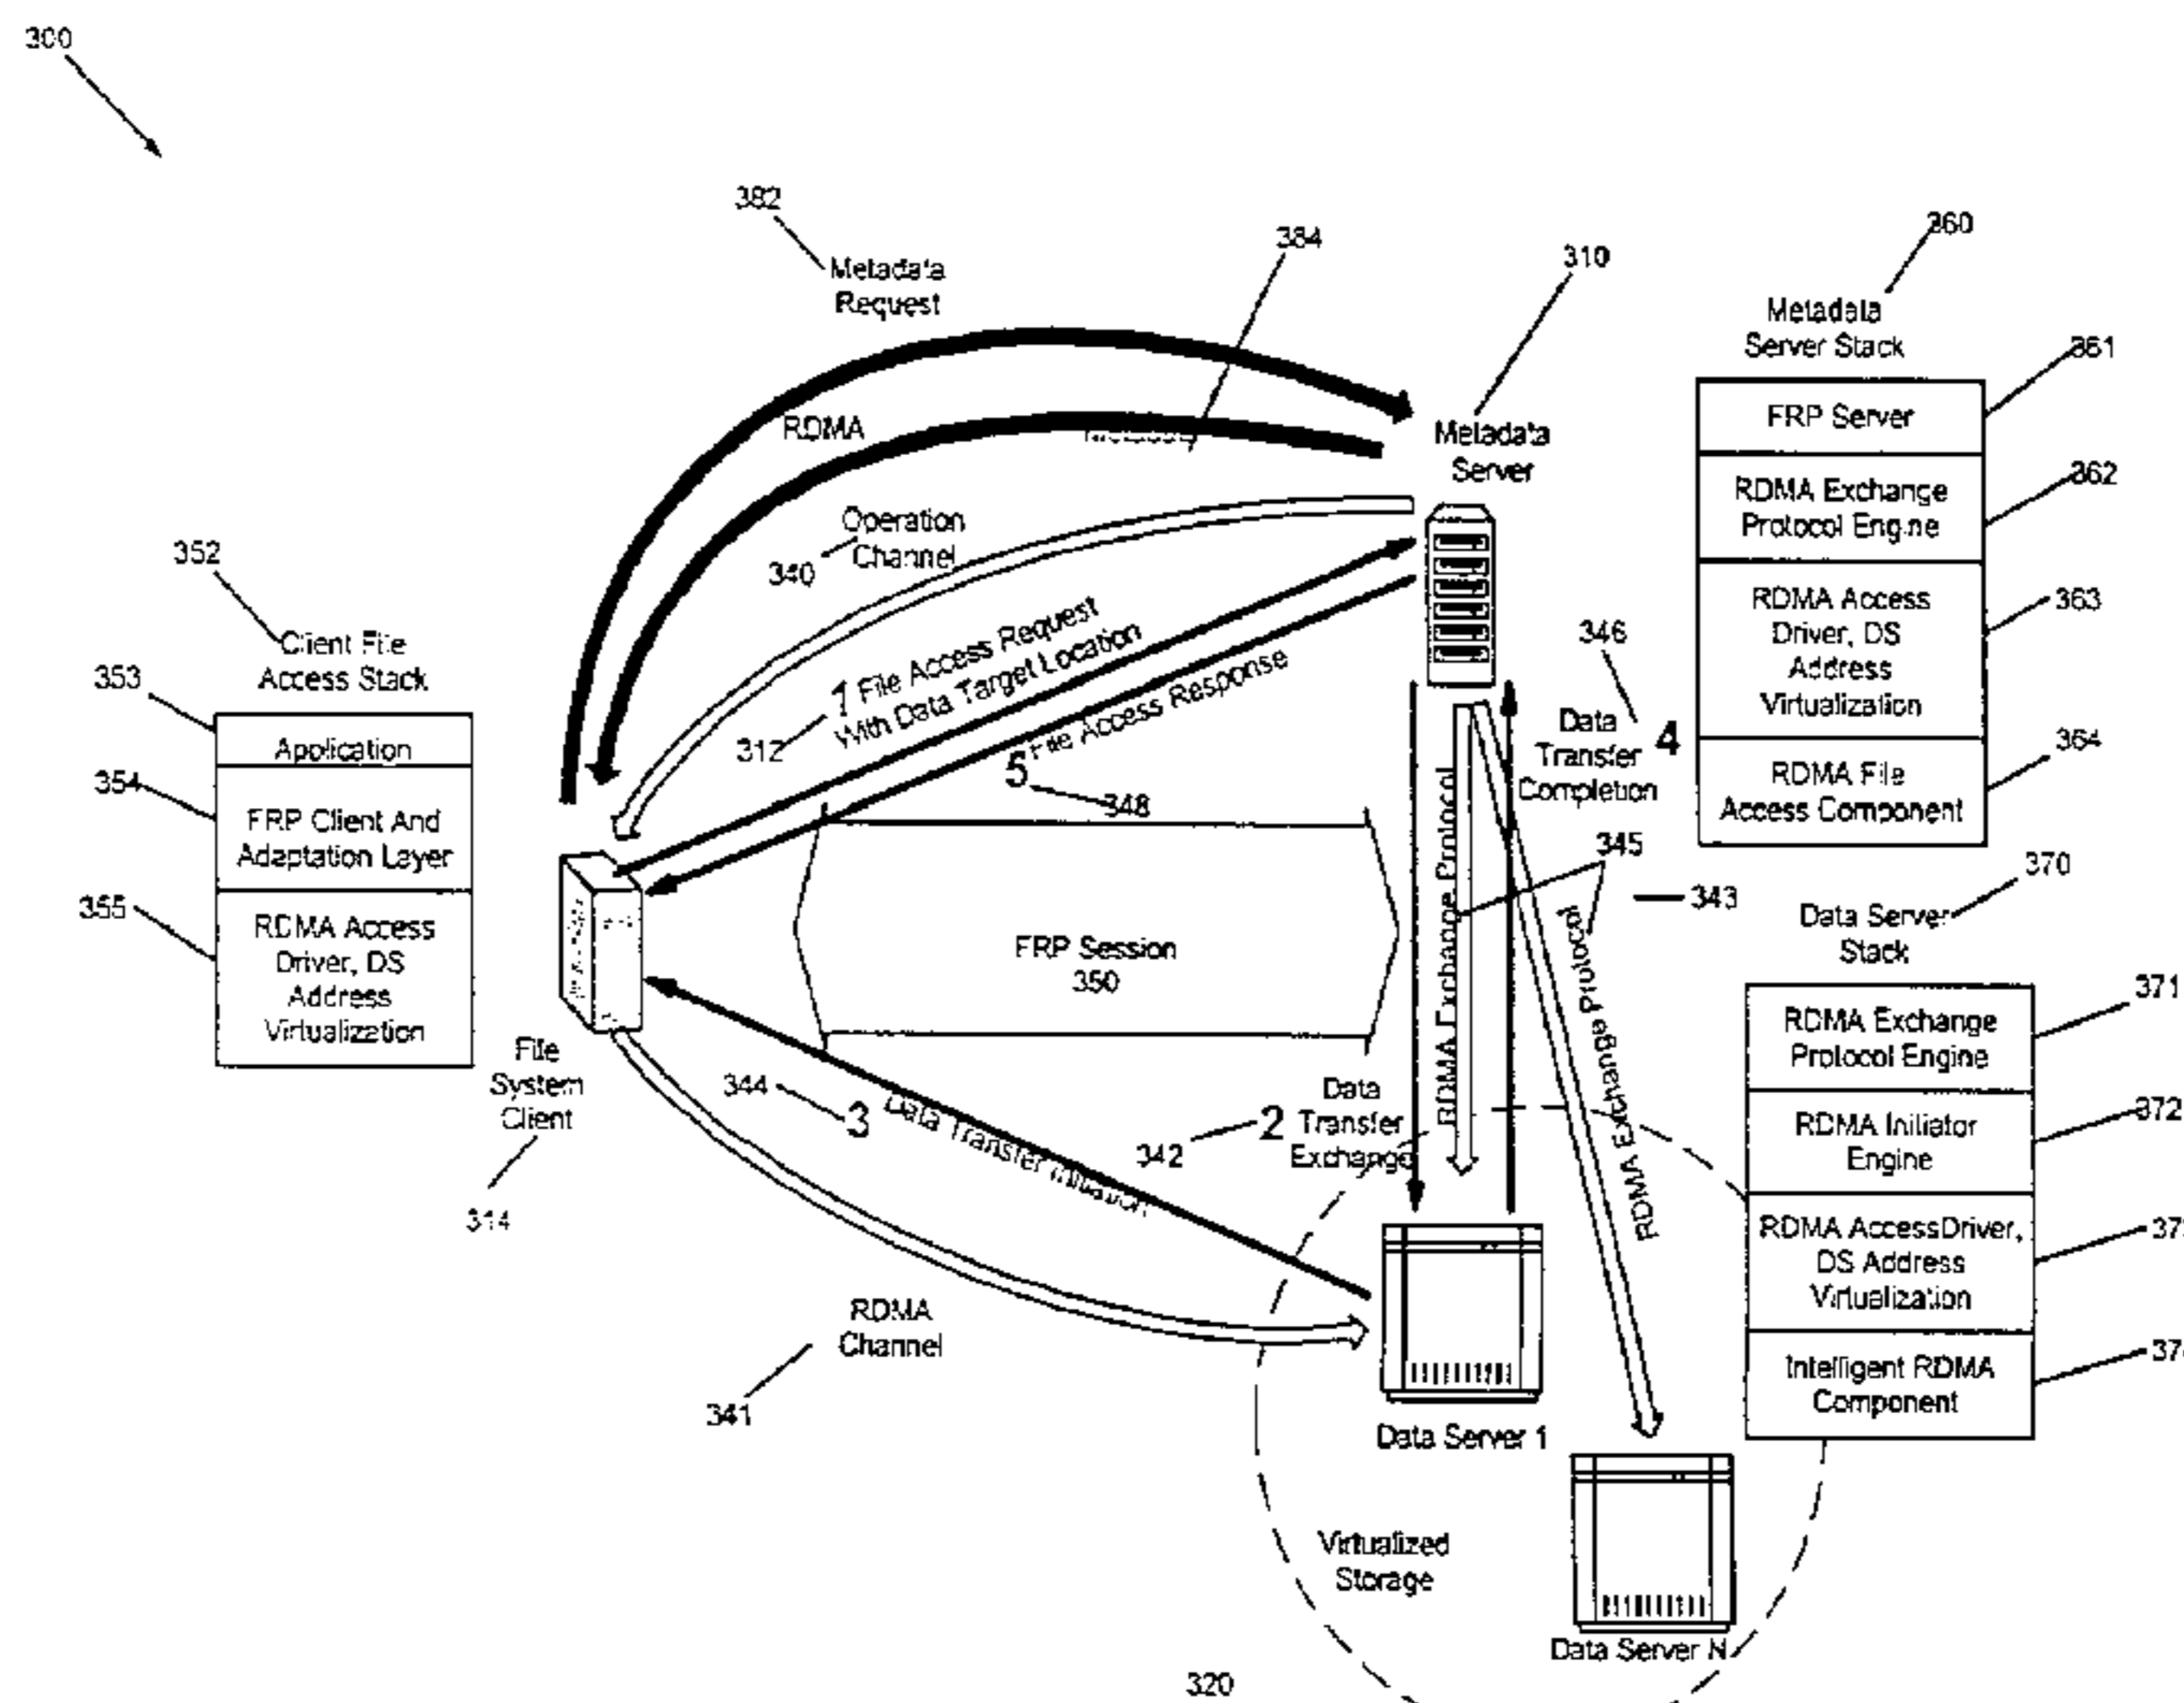 300
382
Metadata
Request
384
310
360
Metadata
Server Stack
361
FRP Server
362
RDMA Exchange
Protocol Engine
363
RDMA Access
Driver, DS
Address
Virtualization
364
RDMA File
Access Component
RDMA
Metadata
Server
Operation
Channel
340
352
Client File
Access Stack
353
Application
354
FRP Client And
Adaptation Layer
355
RDMA Access
Driver, DS
Address
Virtualization
1 File Access Request
With Data Target Location
312
5 File Access Response
348
346
Data
Transfer
Completion
4
345
343
RDMA Exchange Protocol
RDMA Exchange Protocol
FRP Session
350
File
System
Client
314
344
3 Data Transfer Initiation
342
2
Data
Transfer
Exchange
370
Data Server
Stack
371
RDMA Exchange
Protocol Engine
372
RDMA Initiator
Engine
RDMA AccessDriver,
DS Address
Virtualization
Intelligent RDMA
Component
RDMA
Channel
341
Data Server 1
Virtualized
Storage
Data Server N
320